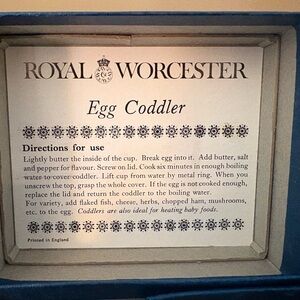 ROYAL WORCESTER
Egg Coddler
Directions for use
Lightly butter the inside of the cup. Break egg into it. Add butter, salt
and pepper for flavour. Screw on lid. Cook six minutes in enough boiling
water to cover coddler. Lift cup from water by metal ring. When you
unscrew the top, grasp the whole cover. If the egg is not cooked enough,
replace the lid and return the coddler to the boiling water.
For variety, add flaked fish, cheese, herbs, chopped ham, mushrooms,
etc. to the egg. Coddlers are also ideal for heating baby foods.
Printed in England